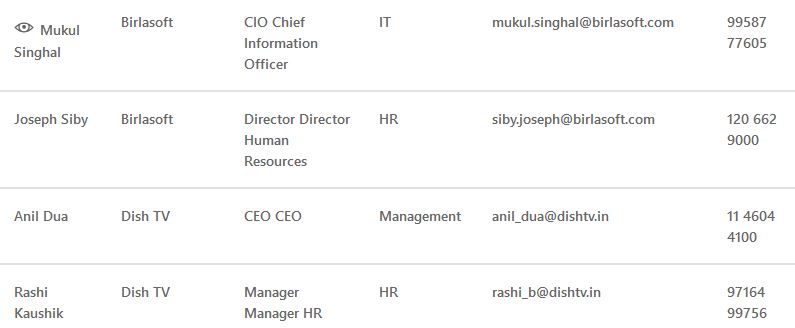 Mukul Singhal Birlasoft CIO Chief Information Officer IT mukul.singhal@birlasoft.com 99587 77605
Joseph Siby Birlasoft Director Director Human Resources HR siby.joseph@birlasoft.com 120 662 9000
Anil Dua Dish TV CEO CEO Management anil_dua@dishtv.in 11 4604 4100
Rashi Kaushik Dish TV Manager Manager HR HR rashi_b@dishtv.in 97164 99756